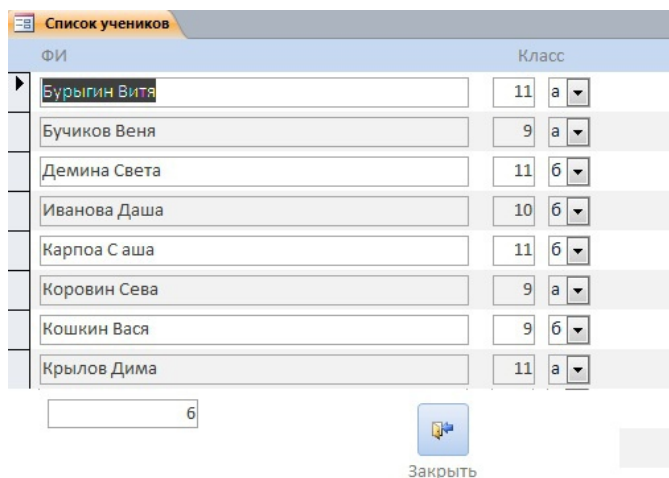 Список учеников
ФИ Класс
Бурыгин Витя 11 а
Бучиков Веня 9 а
Демина Света 11 б
Иванова Даша 10 б
Карпоа С аша 11 б
Коровин Сева 9 а
Кошкин Вася 9 б
Крылов Дима 11 а
6
Закрыть